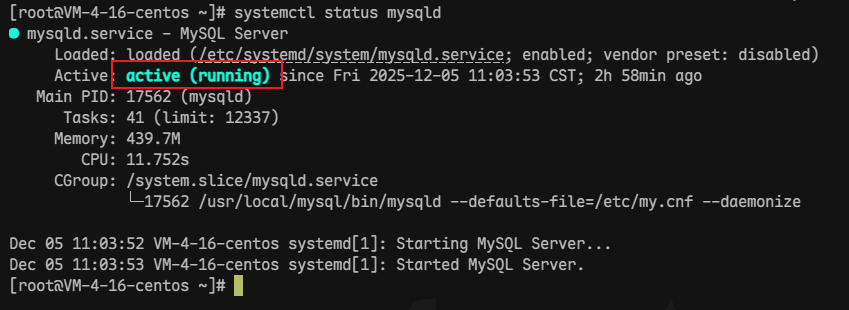 [root@VM-4-16-centos ~]# systemctl status mysqld
● mysqld.service - MySQL Server
Loaded: loaded (/etc/systemd/system/mysqld.service; enabled; vendor preset: disabled)
Active: active (running) since Fri 2025-12-05 11:03:53 CST; 2h 58min ago
Main PID: 17562 (mysqld)
Tasks: 41 (limit: 12337)
Memory: 439.7M
CPU: 11.752s
CGroup: /system.slice/mysqld.service
└─17562 /usr/local/mysql/bin/mysqld --defaults-file=/etc/my.cnf --daemonize
Dec 05 11:03:52 VM-4-16-centos systemd[1]: Starting MySQL Server...
Dec 05 11:03:53 VM-4-16-centos systemd[1]: Started MySQL Server.
[root@VM-4-16-centos ~]#